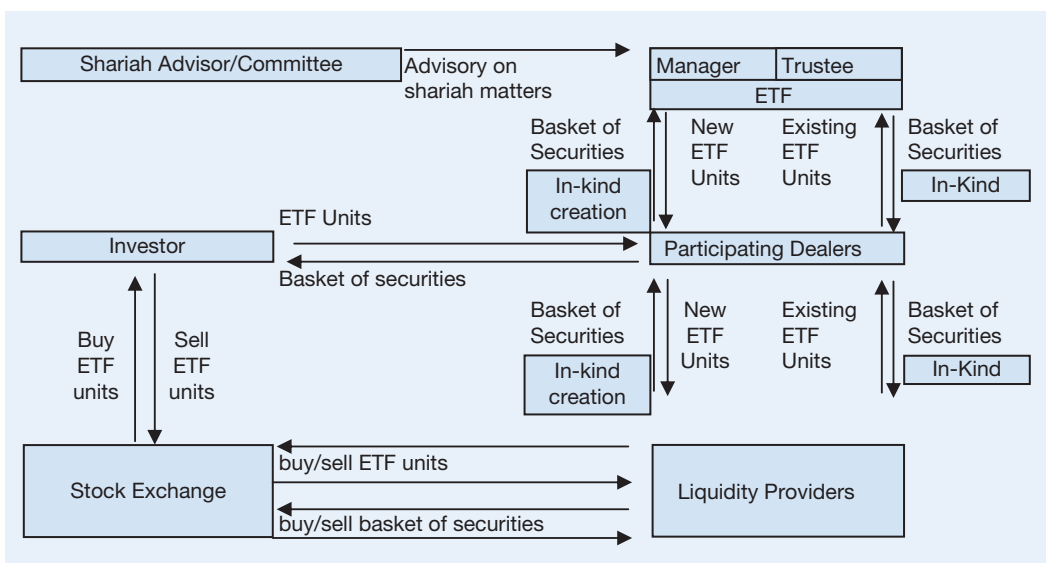 Shariah Advisor/Committee
Advisory on
shariah matters
Manager
Trustee
ETF
Basket of
Securities
New
ETF
Units
Existing
ETF
Units
Basket of
Securities
In-kind
creation
In-Kind
ETF Units
Investor
Participating Dealers
Basket of securities
Basket of
Securities
New
ETF
Units
Existing
ETF
Units
Basket of
Securities
Buy
ETF
units
Sell
ETF
units
In-kind
creation
In-Kind
buy/sell ETF units
Stock Exchange
Liquidity Providers
buy/sell basket of securities